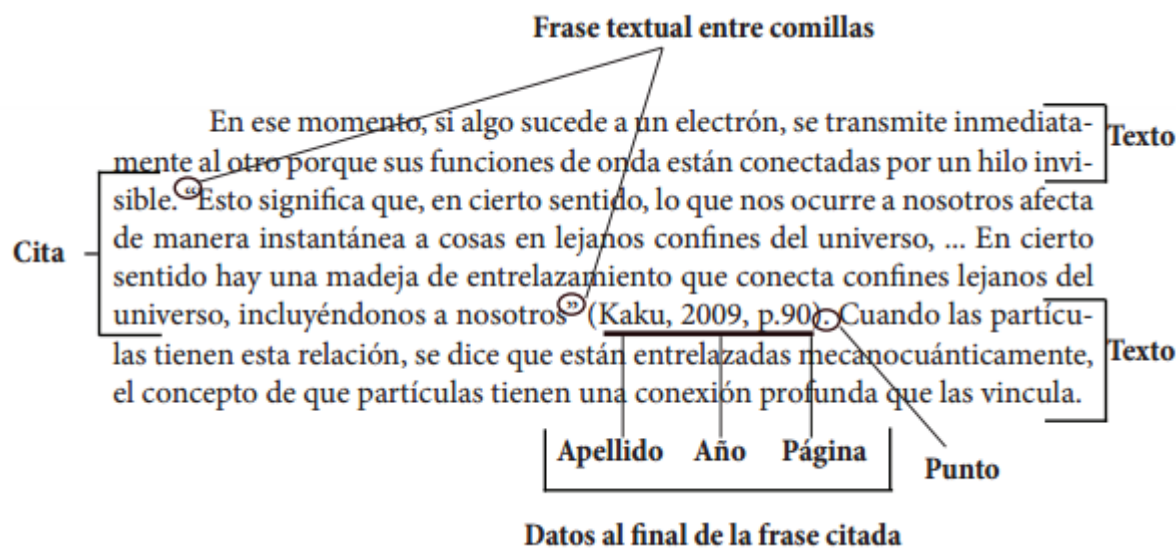 Frase textual entre comillas
En ese momento, si algo sucede a un electrón, se transmite inmediata-
mente al otro porque sus funciones de onda están conectadas por un hilo invi-
sible. “Esto significa que, en cierto sentido, lo que nos ocurre a nosotros afecta
de manera instantánea a cosas en lejanos confines del universo, ... En cierto
sentido hay una madeja de entrelazamiento que conecta confines lejanos del
universo, incluyéndonos a nosotros” (Kaku, 2009, p.90). Cuando las partícu-
las tienen esta relación, se dice que están entrelazadas mecanocuánticamente,
el concepto de que partículas tienen una conexión profunda que las vincula.
Texto
Cita
Texto
Apellido Año Página
Punto
Datos al final de la frase citada